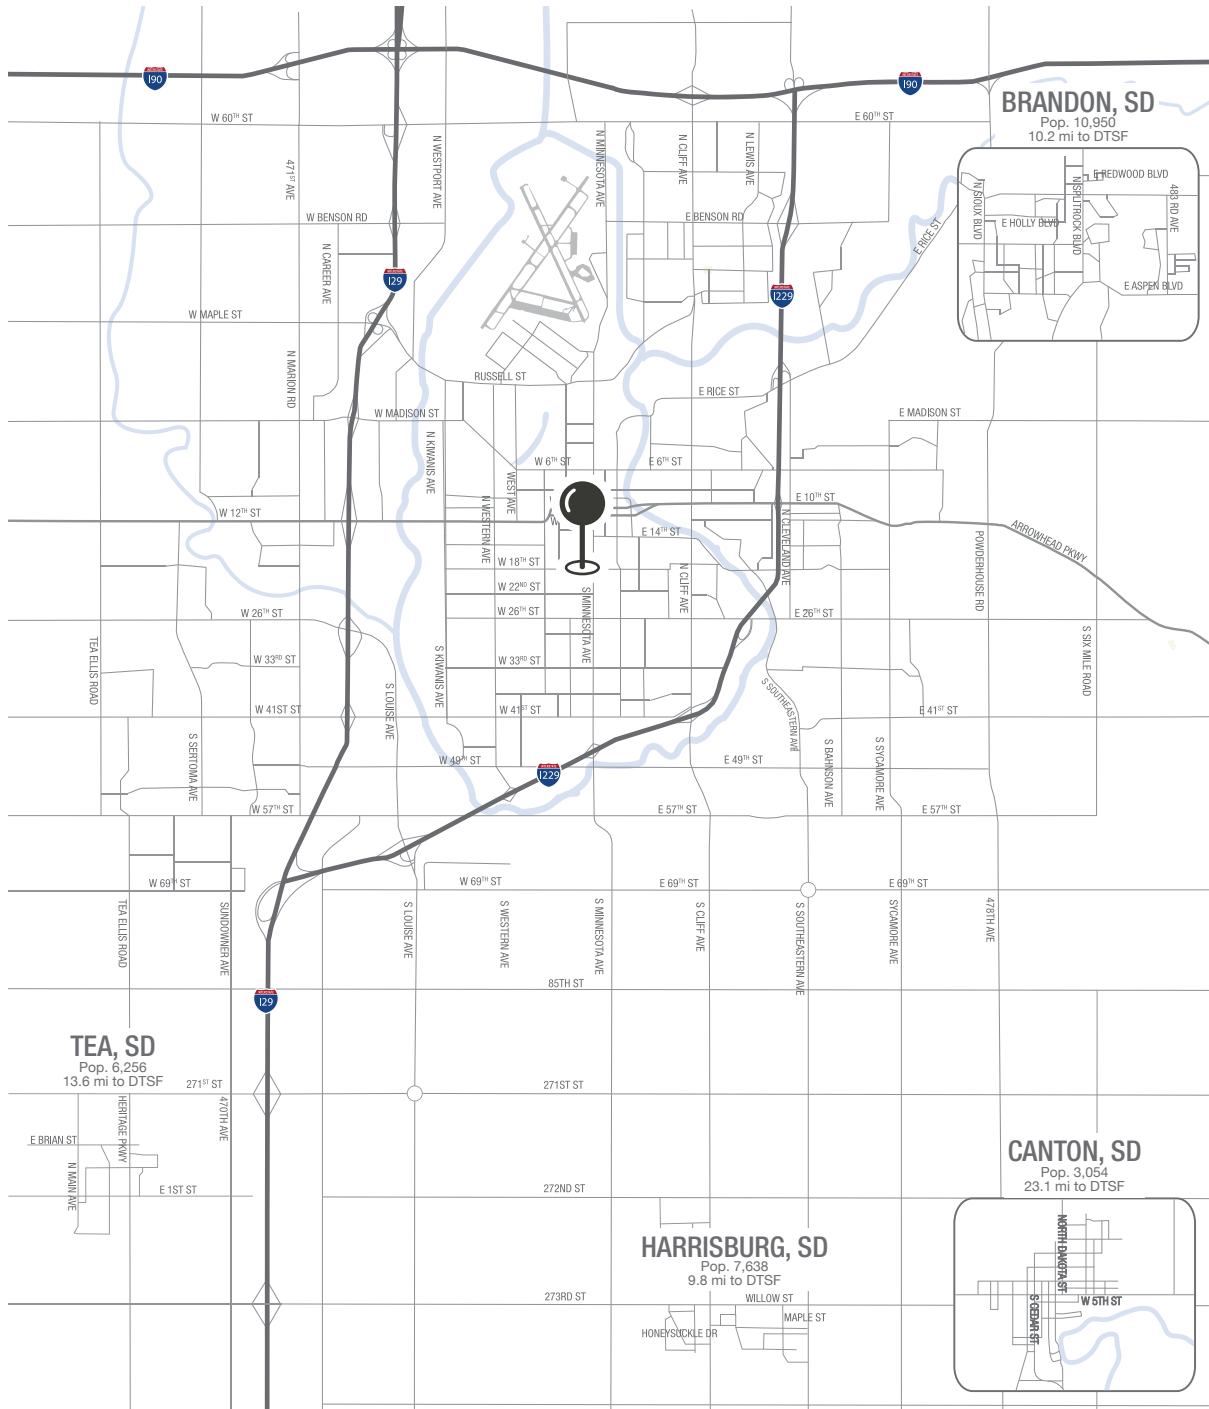 I90
I90
BRANDON, SD
Pop. 10,950
10.2 mi to DTSF
W 60TH ST
E 60TH ST
N MINNESOTA AVE
N CLIFF AVE
N LEWIS AVE
N WESTPORT AVE
471ST AVE
E REDWOOD BLVD
N SIOUX BLVD
N SPLITROCK BLVD
483 RD AVE
E HOLLY BLVD
E ASPEN BLVD
W BENSON RD
E BENSON RD
E RICE ST
N CAREER AVE
I29
I229
W MAPLE ST
N MARION RD
RUSSELL ST
E RICE ST
W MADISON ST
E MADISON ST
N KIWANIS AVE
W 6TH ST
E 6TH ST
WEST AVE
N WESTERN AVE
E 10TH ST
W 12TH ST
W
N CLEVELAND AVE
ARROWHEAD PKWY
E 14TH ST
POWDERHOUSE RD
W 18TH ST
N CLIFF AVE
W 22ND ST
S MINNESOTA AVE
W 26TH ST
W 26TH ST
E 26TH ST
TEA ELLIS ROAD
S SIX MILE ROAD
S KIWANIS AVE
W 33RD ST
W 33RD ST
S LOUISE AVE
S SOUTHEASTERN AVE
W 41ST ST
W 41ST ST
E 41ST ST
S SERTOMA AVE
S BAHNSON AVE
S SYCAMORE AVE
W 49TH ST
E 49TH ST
I229
W 57TH ST
E 57TH ST
E 57TH ST
W 69TH ST
W 69TH ST
E 69TH ST
E 69TH ST
TEA ELLIS ROAD
SUNDOWNER AVE
S LOUISE AVE
S WESTERN AVE
S MINNESOTA AVE
S CLIFF AVE
S SOUTHEASTERN AVE
SYCAMORE AVE
478TH AVE
85TH ST
I29
TEA, SD
Pop. 6,256
13.6 mi to DTSF
271ST ST
271ST ST
HERITAGE PKWY
470TH AVE
E BRIAN ST
N MAIN AVE
E 1ST ST
272ND ST
CANTON, SD
Pop. 3,054
23.1 mi to DTSF
NORTH DAKOTA ST
W 5TH ST
S CEDAR ST
HARRISBURG, SD
Pop. 7,638
9.8 mi to DTSF
273RD ST
WILLOW ST
MAPLE ST
HONEYSUCKLE DR